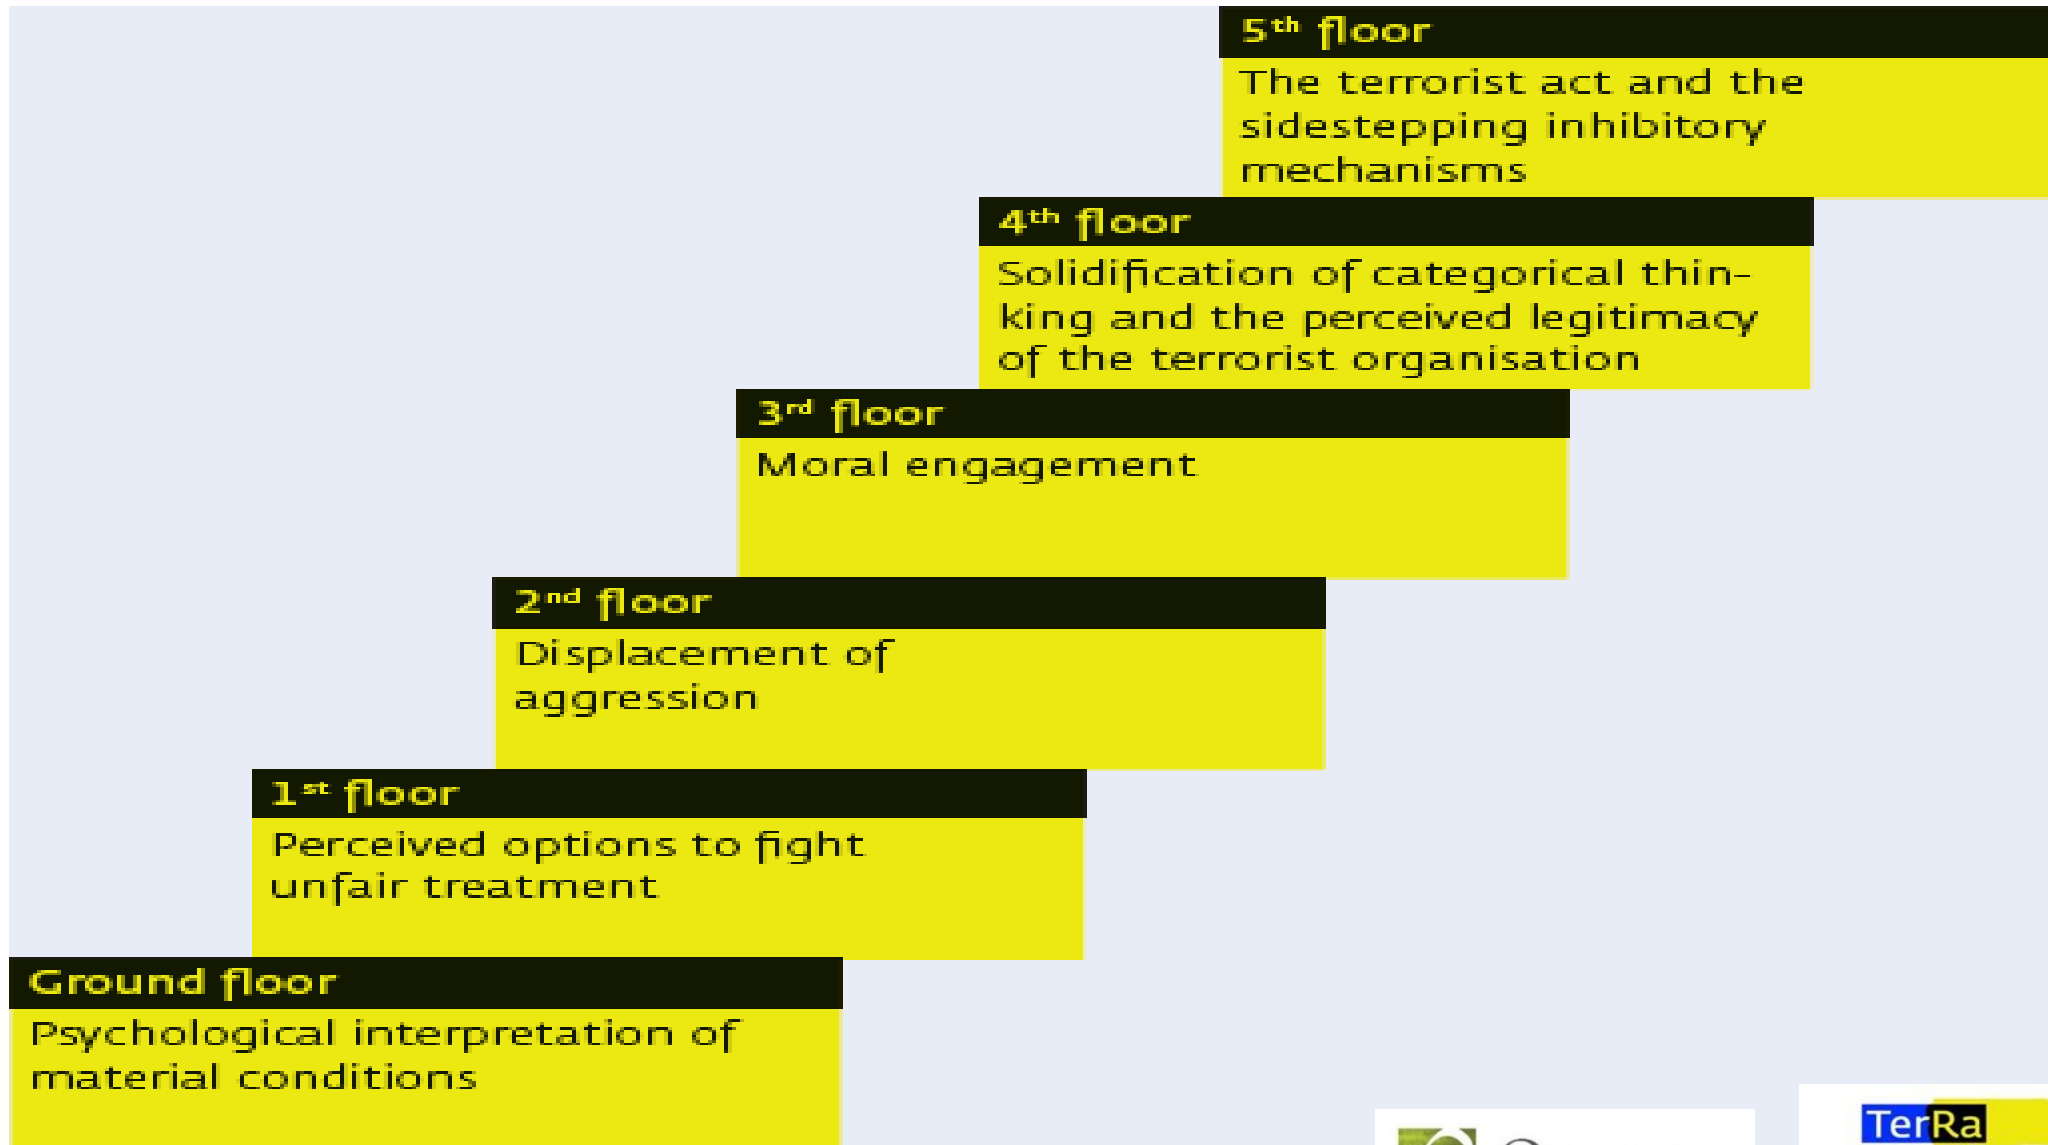 5th floor
The terrorist act and the
sidestepping inhibitory
mechanisms
4th floor
Solidification of categorical thin-
king and the perceived legitimacy
of the terrorist organisation
3rd floor
Moral engagement
2nd floor
Displacement of
aggression
1st floor
Perceived options to fight
unfair treatment
Ground floor
Psychological interpretation of
material conditions
TerRa